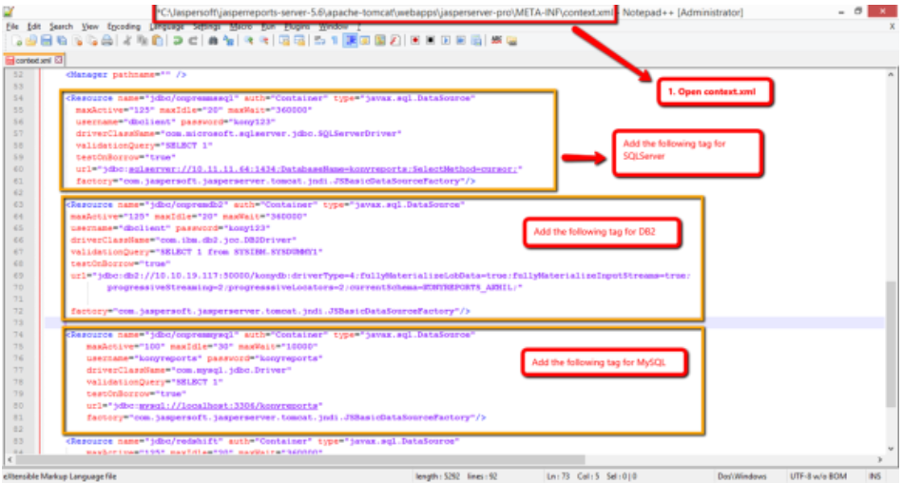 *C:\Jaspersoft\jasperreports-server-5.6\apache-tomcat\webapps\jasperserver-pro\META-INF\context.xml - Notepad++ [Administrator]
File Edit Search View Encoding Language Settings Macro Run Plugins Window ?
context.xml
52 <Manager pathname="" />
53
1. Open context.xml
54 <Resource name="jdbc/onpremmssql" auth="Container" type="javax.sql.DataSource"
55 maxActive="125" maxIdle="20" maxWait="360000"
56 username="dbclient" password="kony123"
57 driverClassName="com.microsoft.sqlserver.jdbc.SQLServerDriver"
58 validationQuery="SELECT 1"
59 testOnBorrow="true"
60 url="jdbc:sqlserver://10.11.11.64:1434;DatabaseName=konyreports;SelectMethod=cursor;"
61 factory="com.jaspersoft.jasperserver.tomcat.jndi.JSBasicDataSourceFactory"/>
Add the following tag for
SQLServer
62
63 <Resource name="jdbc/onpremdb2" auth="Container" type="javax.sql.DataSource"
64 maxActive="125" maxIdle="20" maxWait="360000"
65 username="dbclient" password="kony123"
66 driverClassName="com.ibm.db2.jcc.DB2Driver"
67 validationQuery="SELECT 1 from SYSIBM.SYSDUMMY1"
68 testOnBorrow="true"
69 url="jdbc:db2://10.10.19.117:50000/konydb:driverType=4;fullyMaterializeLobData=true;fullyMaterializeInputStreams=true;
70 progressiveStreaming=2;progresssiveLocators=2;currentSchema=KONYREPORTS_AKHIL;"
71
72 factory="com.jaspersoft.jasperserver.tomcat.jndi.JSBasicDataSourceFactory"/>
Add the following tag for DB2
73
74 <Resource name="jdbc/onpremmysql" auth="Container" type="javax.sql.DataSource"
75 maxActive="100" maxIdle="30" maxWait="10000"
76 username="konyreports" password="konyreports"
77 driverClassName="com.mysql.jdbc.Driver"
78 validationQuery="SELECT 1"
79 testOnBorrow="true"
80 url="jdbc:mysql://localhost:3306/konyreports"
81 factory="com.jaspersoft.jasperserver.tomcat.jndi.JSBasicDataSourceFactory"/>
Add the following tag for MySQL
82
83 <Resource name="jdbc/redshift" auth="Container" type="javax.sql.DataSource"
84 maxActive="125" maxIdle="20" maxWait="360000"
eXtensible Markup Language file
length : 5292 lines : 92
Ln : 73 Col : 5 Sel : 0 | 0
Dos\Windows
UTF-8 w/o BOM
INS